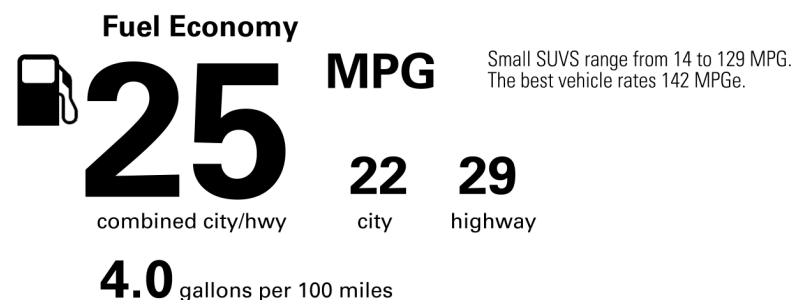 Fuel Economy
25
MPG
Small SUVS range from 14 to 129 MPG.
The best vehicle rates 142 MPGe.
22 29
combined city/hwy city highway
4.0 gallons per 100 miles